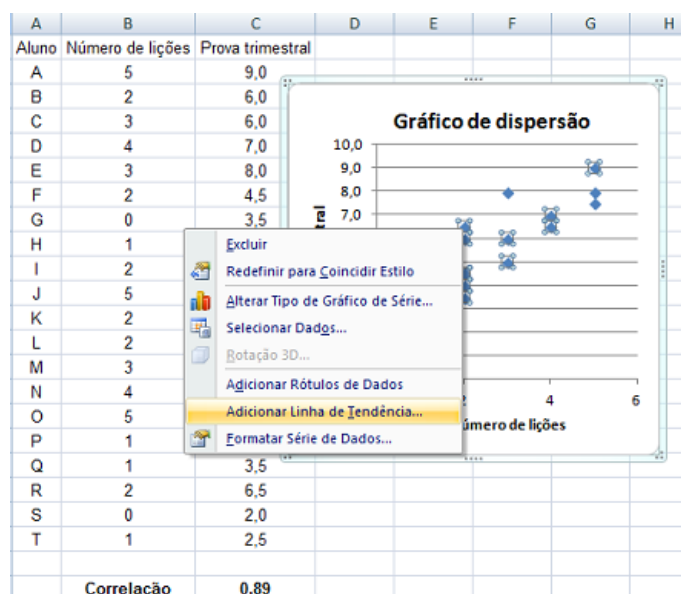 A B C D E F G H
Aluno Número de lições Prova trimestral
A 5 9,0
B 2 6,0
C 3 6,0
D 4 7,0
E 3 8,0
F 2 4,5
G 0 3,5
H 1
I 2
J 5
K 2
L 2
M 3
N 4
O 5
P 1
Q 1 3,5
R 2 6,5
S 0 2,0
T 1 2,5
Correlação 0,89
Gráfico de dispersão
10,0
9,0
8,0
7,0
4 6
Excluir
Redefinir para Coincidir Estilo
Alterar Tipo de Gráfico de Série...
Selecionar Dados...
Rotação 3D...
Adicionar Rótulos de Dados
Adicionar Linha de Tendência...
Formatar Série de Dados...
de lições